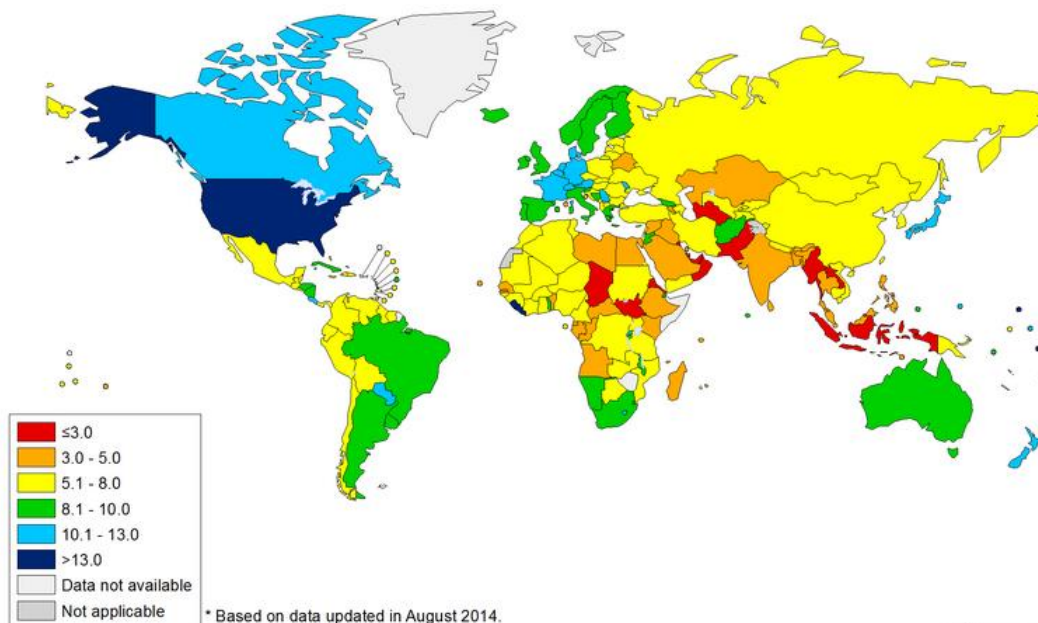 ≤3.0
3.0 - 5.0
5.1 - 8.0
8.1 - 10.0
10.1 - 13.0
>13.0
Data not available
Not applicable
* Based on data updated in August 2014.